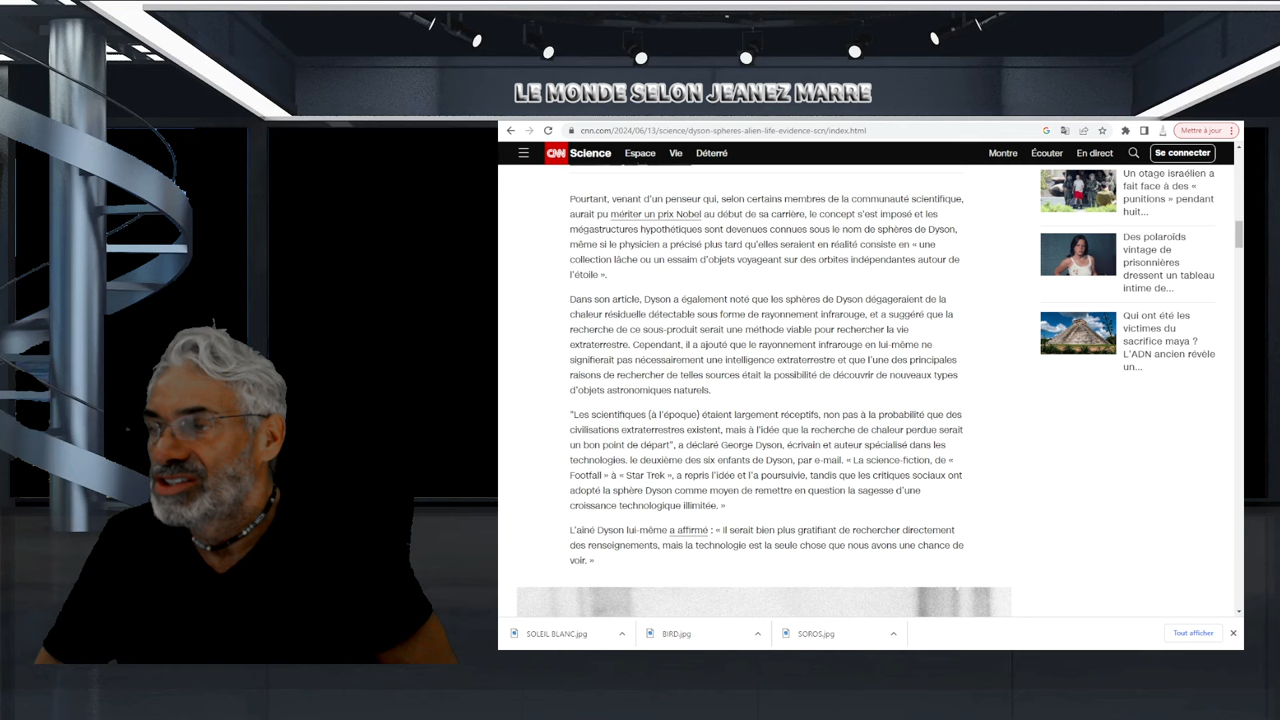 LE MONDE SELON JEANEZ MARRE
cnn.com/2024/06/13/science/dyson-spheres-alien-life-evidence-scn/index.html
Mettre à jour
CNN Science Espace Vie Déterré Montre Écouter En direct Se connecter
Pourtant, venant d'un penseur qui, selon certains membres de la communauté scientifique,
aurait pu mériter un prix Nobel au début de sa carrière, le concept s'est imposé et les
mégastructures hypothétiques sont devenues connues sous le nom de sphères de Dyson,
même si le physicien a précisé plus tard qu'elles seraient en réalité consiste en « une
collection lâche ou un essaim d'objets voyageant sur des orbites indépendantes autour de
l'étoile ».
Dans son article, Dyson a également noté que les sphères de Dyson dégageraient de la
chaleur résiduelle détectable sous forme de rayonnement infrarouge, et a suggéré que la
recherche de ce sous-produit serait une méthode viable pour rechercher la vie
extraterrestre. Cependant, il a ajouté que le rayonnement infrarouge en lui-même ne
signifierait pas nécessairement une intelligence extraterrestre et que l'une des principales
raisons de rechercher de telles sources était la possibilité de découvrir de nouveaux types
d'objets astronomiques naturels.
"Les scientifiques (à l'époque) étaient largement réceptifs, non pas à la probabilité que des
civilisations extraterrestres existent, mais à l'idée que la recherche de chaleur perdue serait
un bon point de départ", a déclaré George Dyson, écrivain et auteur spécialisé dans les
technologies. le deuxième des six enfants de Dyson, par e-mail. « La science-fiction, de «
Footfall » à « Star Trek », a repris l'idée et l'a poursuivie, tandis que les critiques sociaux ont
adopté la sphère Dyson comme moyen de remettre en question la sagesse d'une
croissance technologique illimitée. »
L'aîné Dyson lui-même a affirmé : « Il serait bien plus gratifiant de rechercher directement
des renseignements, mais la technologie est la seule chose que nous avons une chance de
voir. »
Un otage israélien a
fait face à des «
punitions » pendant
huit...
Des polaroïds
vintage de
prisonnières
dressent un tableau
intime de...
Qui ont été les
victimes du
sacrifice maya ?
L'ADN ancien révèle
un...
SOLEIL BLANC.jpg
BIRD.jpg
SOROS.jpg
Tout afficher